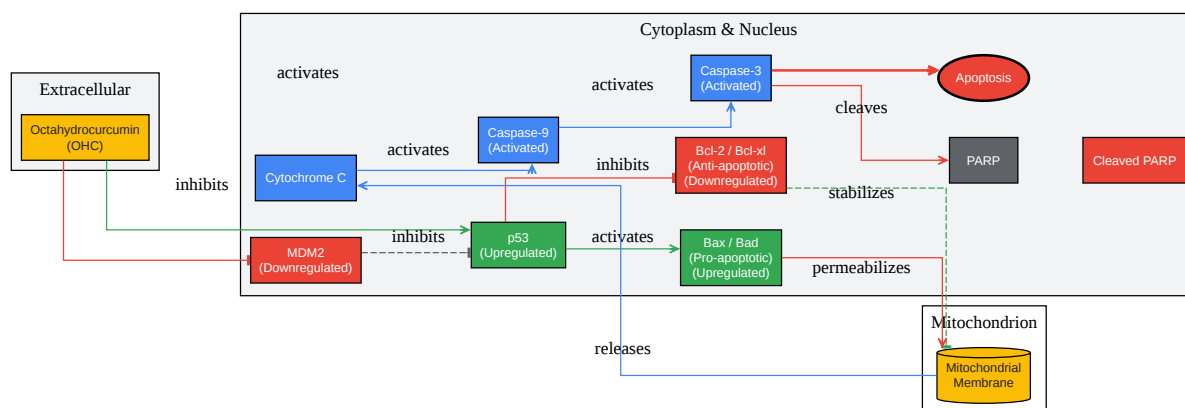 Cytoplasm & Nucleus
Extracellular
Octahydrocurcumin
(OHC)
activates
activates
Caspase-3
(Activated)
Apoptosis
cleaves
Caspase-9
(Activated)
activates
Cytochrome C
inhibits
inhibits
Bcl-2 / Bcl-xl
(Anti-apoptotic)
(Downregulated)
PARP
Cleaved PARP
stabilizes
MDM2
(Downregulated)
inhibits
p53
(Upregulated)
activates
Bax / Bad
(Pro-apoptotic)
(Upregulated)
permeabilizes
releases
Mitochondrion
Mitochondrial
Membrane